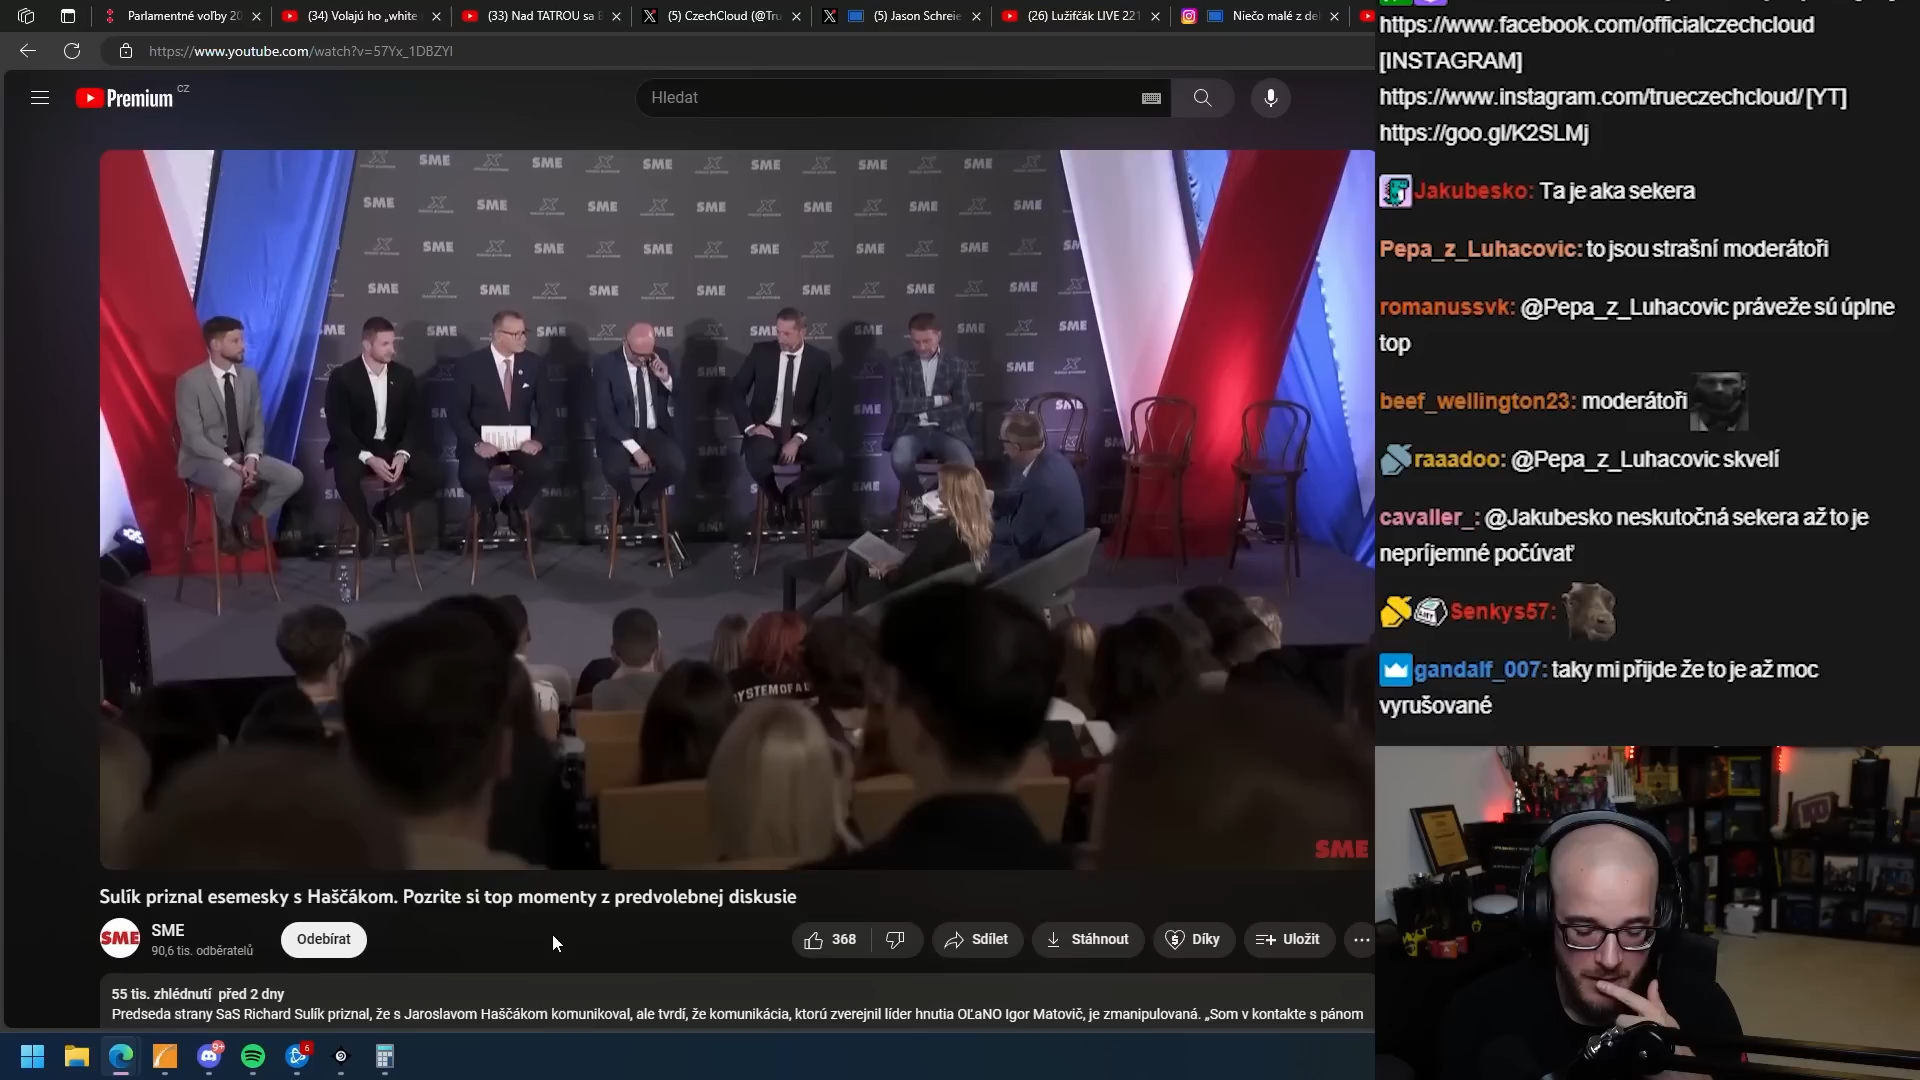 Parlamentné voľby 20
(34) Volajú ho „white
(33) Nad TATROU sa
(5) CzechCloud (@Tru
(5) Jason Schreie
(26) Lužifčák LIVE 221
Niečo malé z de
https://www.youtube.com/watch?v=57Yx_1DBZYI
Premium CZ
Hledat
SME
SYSTEM OF A
SME
Sulík priznal esemesky s Haščákom. Pozrite si top momenty z predvolebnej diskusie
SME
SME
90,6 tis. odběratelů
Odebírat
368
Sdílet
Stáhnout
Díky
Uložit
55 tis. zhlédnutí před 2 dny
Predseda strany SaS Richard Sulík priznal, že s Jaroslavom Haščákom komunikoval, ale tvrdí, že komunikácia, ktorú zverejnil líder hnutia OĽaNO Igor Matovič, je zmanipulovaná. „Som v kontakte s pánom
9+
6
https://www.facebook.com/officialczechcloud
[INSTAGRAM]
https://www.instagram.com/trueczechcloud/ [YT]
https://goo.gl/K2SLMj
Jakubesko: Ta je aka sekera
Pepa_z_Luhacovic: to jsou strašní moderátoři
romanussvk: @Pepa_z_Luhacovic práveže sú úplne
top
beef_wellington23: moderátoři
raaadoo: @Pepa_z_Luhacovic skvelí
cavalier_: @Jakubesko neskutočná sekera až to je
nepríjemné počúvať
Senkys57:
gandalf_007: taky mi přijde že to je až moc
vyrušované